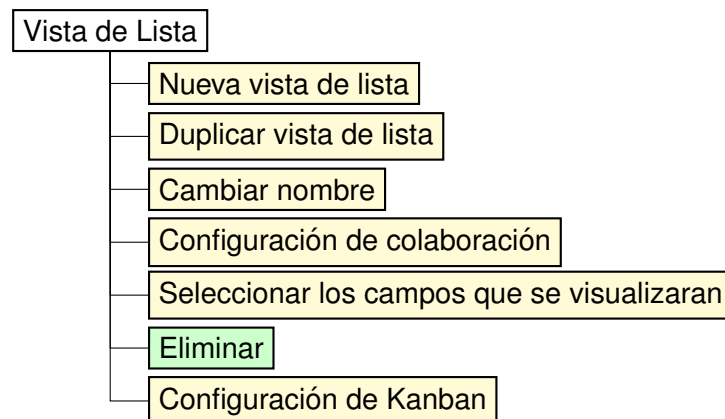 Vista de Lista
Nueva vista de lista
Duplicar vista de lista
Cambiar nombre
Configuración de colaboración
Seleccionar los campos que se visualizaran
Eliminar
Configuración de Kanban